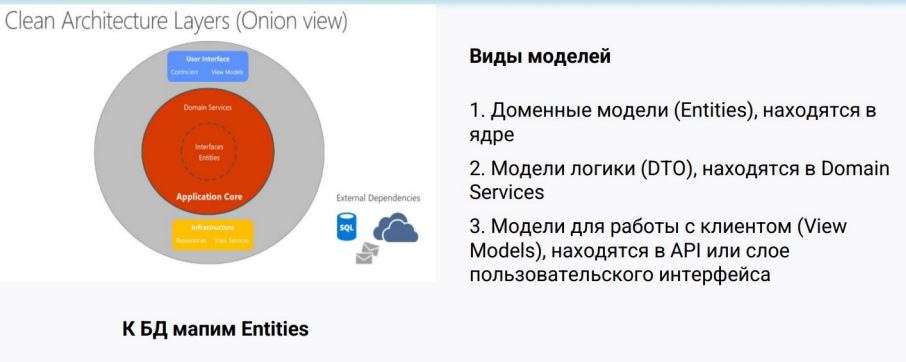 Clean Architecture Layers (Onion view)
User Interface
Controllers View Models
Domain Services
Interfaces
Entities
Application Core
Infrastructure
Repositories Impl. Services
External Dependencies
SQL
К БД мапим Entities
Виды моделей
1. Доменные модели (Entities), находятся в
ядре
2. Модели логики (DTO), находятся в Domain
Services
3. Модели для работы с клиентом (View
Models), находятся в API или слое
пользовательского интерфейса